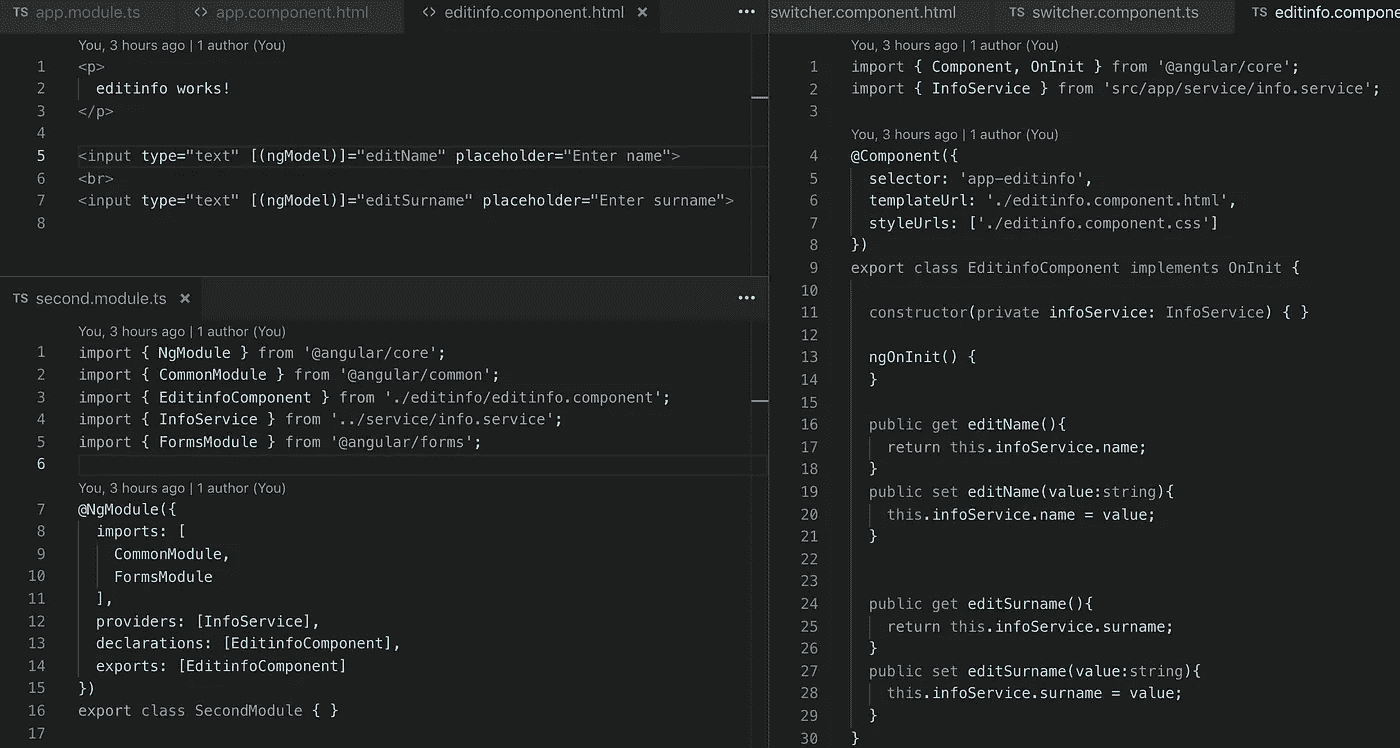 TS app.module.ts <> app.component.html <> editinfo.component.html × •••
You, 3 hours ago | 1 author (You)
1 <p>
2 editinfo works!
3 </p>
4
5 <input type="text" [(ngModel)]="editName" placeholder="Enter name">
6 <br>
7 <input type="text" [(ngModel)]="editSurname" placeholder="Enter surname">
8
TS second.module.ts × •••
You, 3 hours ago | 1 author (You)
1 import { NgModule } from '@angular/core';
2 import { CommonModule } from '@angular/common';
3 import { EditinfoComponent } from './editinfo/editinfo.component';
4 import { InfoService } from '../service/info.service';
5 import { FormsModule } from '@angular/forms';
6
You, 3 hours ago | 1 author (You)
7 @NgModule({
8 imports: [
9 CommonModule,
10 FormsModule
11 ],
12 providers: [InfoService],
13 declarations: [EditinfoComponent],
14 exports: [EditinfoComponent]
15 })
16 export class SecondModule { }
17
switcher.component.html TS switcher.component.ts TS editinfo.compone
You, 3 hours ago | 1 author (You)
1 import { Component, OnInit } from '@angular/core';
2 import { InfoService } from 'src/app/service/info.service';
3
You, 3 hours ago | 1 author (You)
4 @Component({
5 selector: 'app-editinfo',
6 templateUrl: './editinfo.component.html',
7 styleUrls: ['./editinfo.component.css']
8 })
9 export class EditinfoComponent implements OnInit {
10
11 constructor(private infoService: InfoService) { }
12
13 ngOnInit() {
14 }
15
16 public get editName(){
17 return this.infoService.name;
18 }
19 public set editName(value:string){
20 this.infoService.name = value;
21 }
22
23
24 public get editSurname(){
25 return this.infoService.surname;
26 }
27 public set editSurname(value:string){
28 this.infoService.surname = value;
29 }
30 }